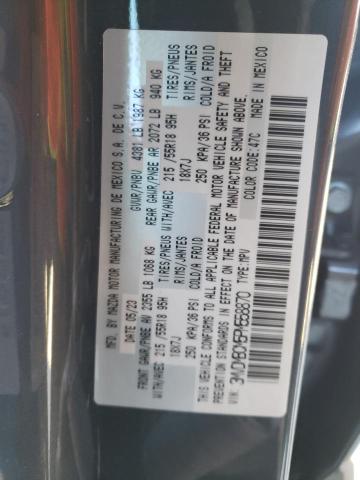 MFD. BY MAZDA MOTOR MANUFACTURING DE MEXICO S.A. DE C.V.
05/23 GVWR/PNBV. 4381 LB 1987 KG
FRONT GAWR/PNBE AV 2355 LB 1068 KG REAR GAWR/PNBE AR 2072 LB 940 KG
WITH/AVEC 215 /55R18 95H TIRES/PNEUS WITH/AVEC 215 /55R18 95H TIRES/PNEUS
18X7J RIMS/JANTES 18X7J RIMS/JANTES
250 KPA/36 PSI COLD/A FROID 250 KPA/36 PSI COLD/A FROID
THIS VEHICLE CONFORMS TO ALL APPLICABLE FEDERAL MOTOR VEHICLE SAFETY AND THEFT
PREVENTION STANDARDS IN EFFECT ON THE DATE OF MANUFACTURE SHOWN ABOVE.
VIN: TYPE:MPV COLOR CODE:47C MADE IN MEXICO